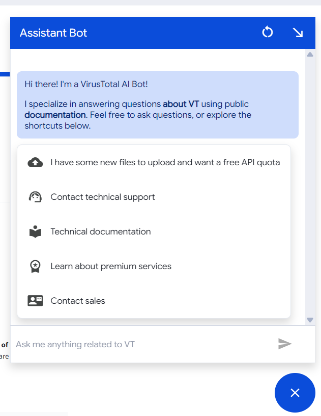 Assistant Bot
Hi there! I'm a VirusTotal AI Bot!
I specialize in answering questions about VT using public
documentation. Feel free to ask questions, or explore the
shortcuts below.
I have some new files to upload and want a free API quota
Contact technical support
Technical documentation
Learn about premium services
Contact sales
of
are
Ask me anything related to VT